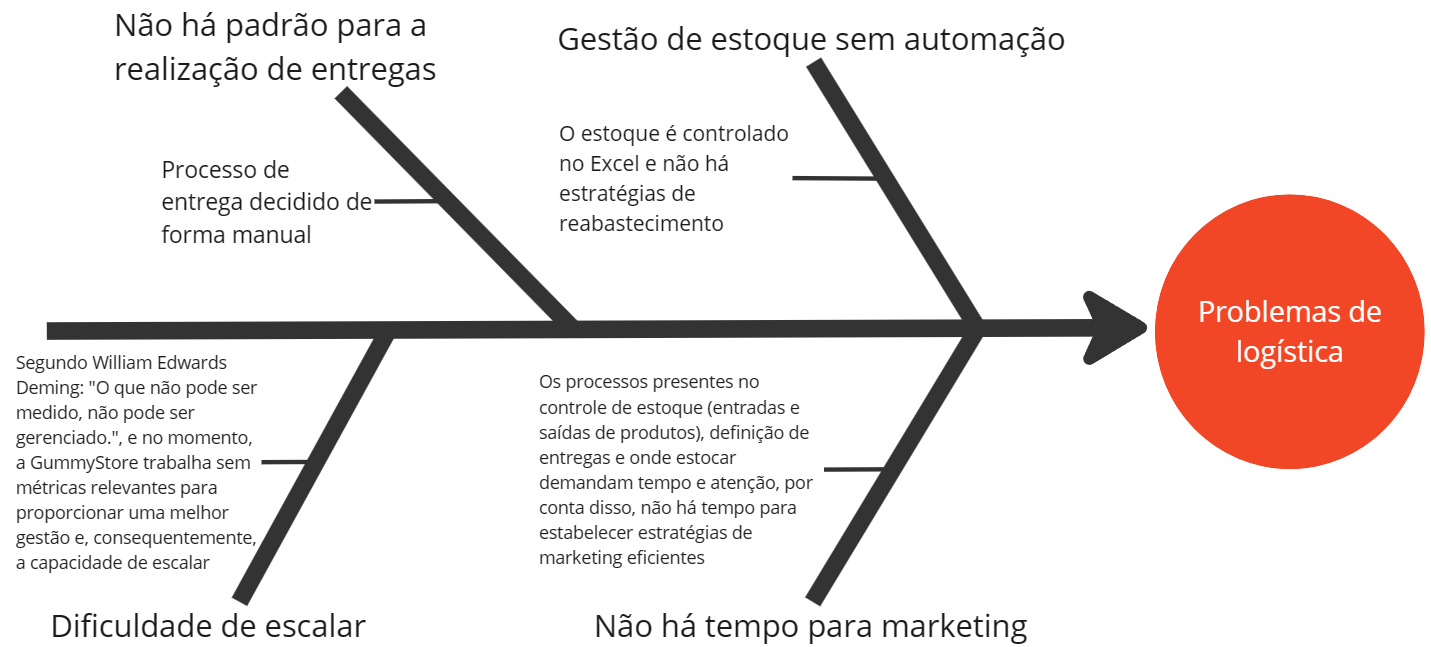 Não há padrão para a
realização de entregas
Processo de
entrega decidido de
forma manual
Gestão de estoque sem automação
O estoque é controlado
no Excel e não há
estratégias de
reabastecimento
Problemas de
logística
Segundo William Edwards
Deming: "O que não pode ser
medido, não pode ser
gerenciado.", e no momento,
a GummyStore trabalha sem
métricas relevantes para
proporcionar uma melhor
gestão e, consequentemente,
a capacidade de escalar
Dificuldade de escalar
Os processos presentes no
controle de estoque (entradas e
saídas de produtos), definição de
entregas e onde estocar
demandam tempo e atenção, por
conta disso, não há tempo para
estabelecer estratégias de
marketing eficientes
Não há tempo para marketing